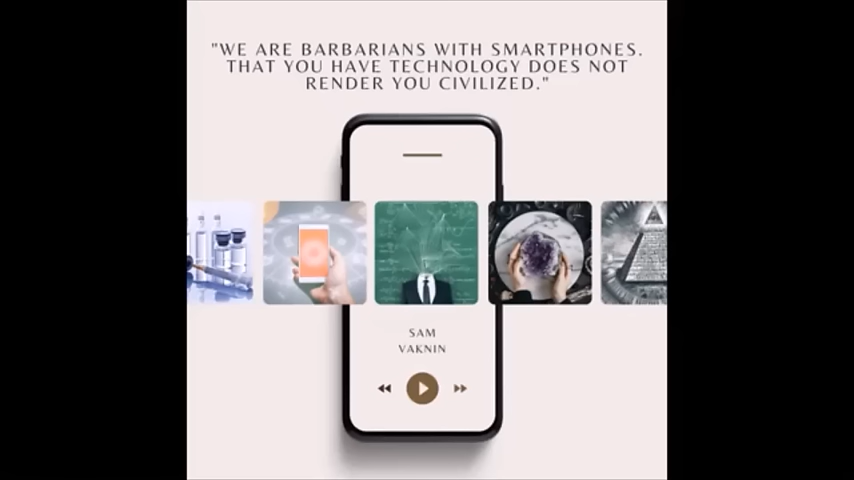 "WE ARE BARBARIANS WITH SMARTPHONES.
THAT YOU HAVE TECHNOLOGY DOES NOT
RENDER YOU CIVILIZED."
SAM
VAKNIN